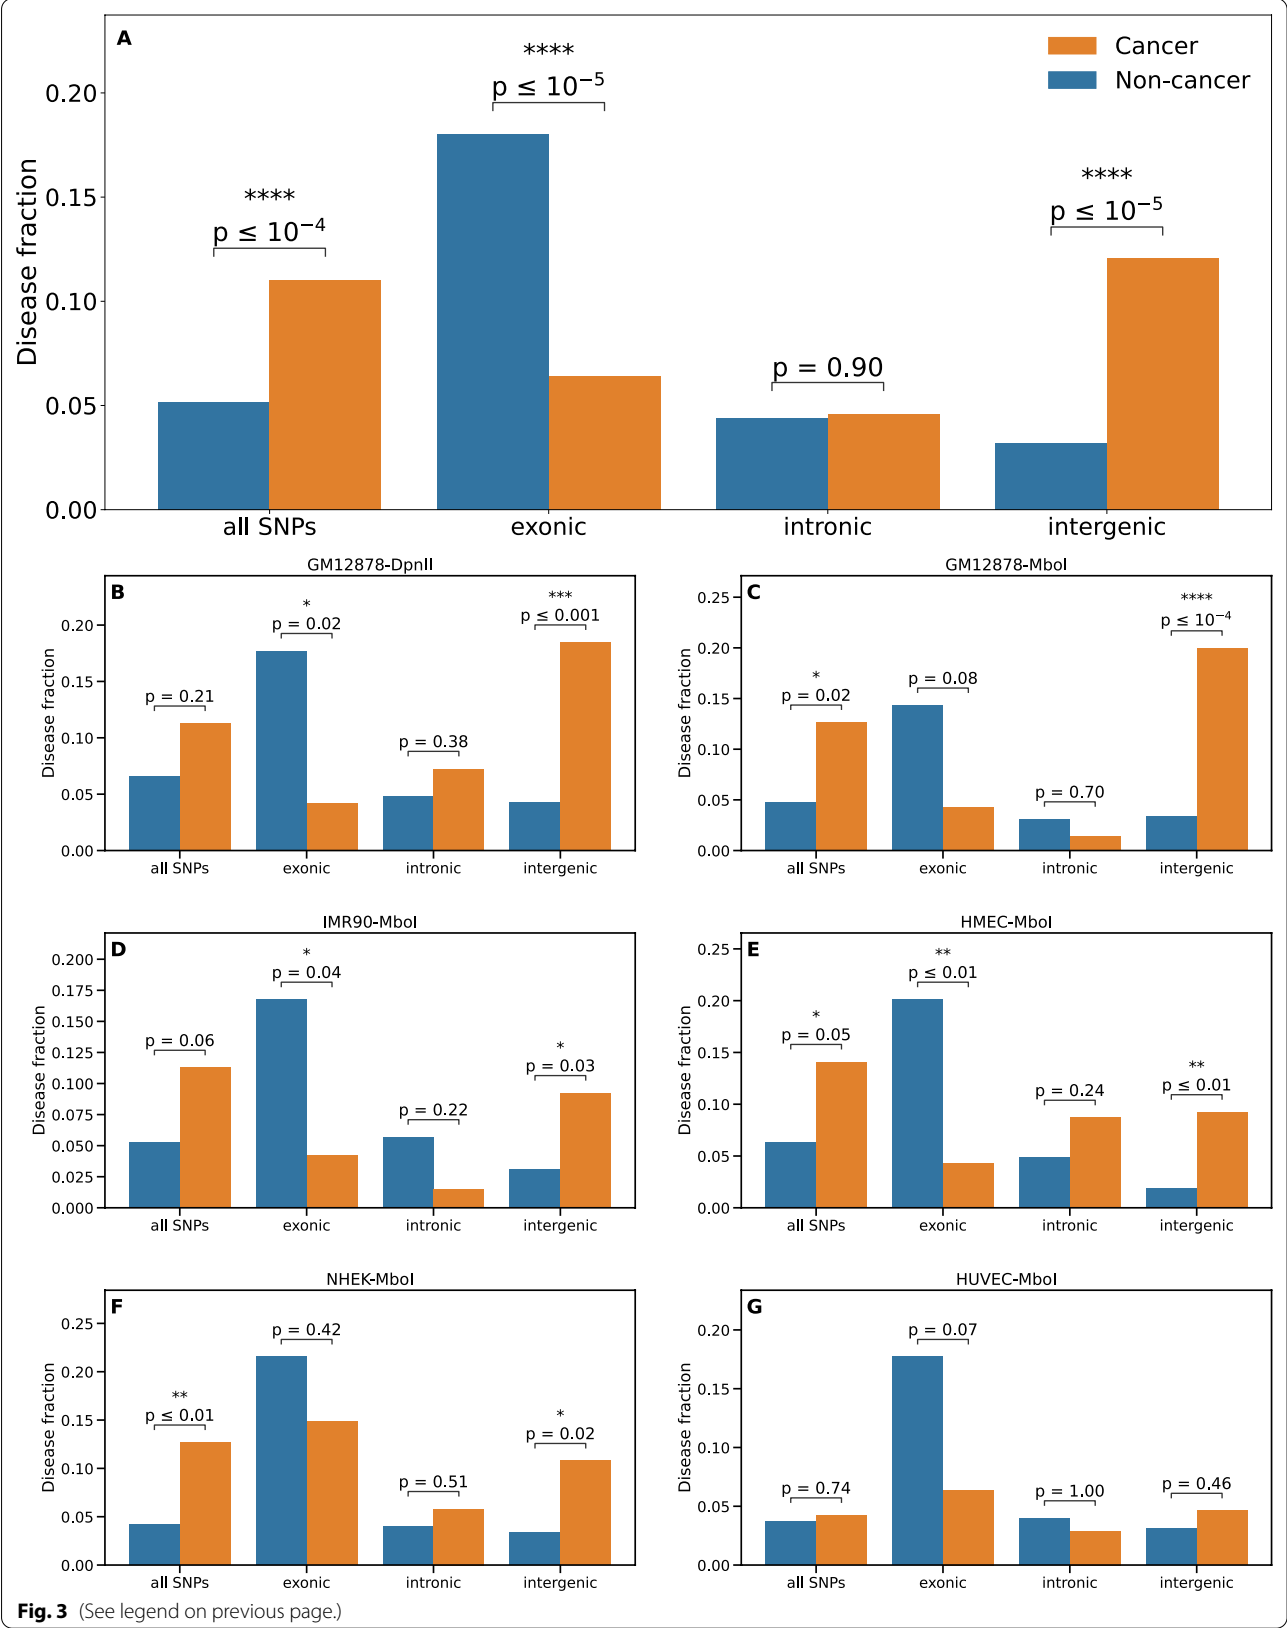 A
Cancer
Non-cancer
Disease fraction
0.20
0.15
0.10
0.05
0.00
****
p ≤ 10⁻⁴
****
p ≤ 10⁻⁵
p = 0.90
****
p ≤ 10⁻⁵
all SNPs exonic intronic intergenic
GM12878-DpnII
B
Disease fraction
0.20
0.15
0.10
0.05
0.00
p = 0.21
*
p = 0.02
p = 0.38
***
p ≤ 0.001
all SNPs exonic intronic intergenic
GM12878-MboI
C
Disease fraction
0.25
0.20
0.15
0.10
0.05
0.00
*
p = 0.02
p = 0.08
p = 0.70
****
p ≤ 10⁻⁴
all SNPs exonic intronic intergenic
IMR90-MboI
D
Disease fraction
0.200
0.175
0.150
0.125
0.100
0.075
0.050
0.025
0.000
p = 0.06
*
p = 0.04
p = 0.22
*
p = 0.03
all SNPs exonic intronic intergenic
HMEC-MboI
E
Disease fraction
0.25
0.20
0.15
0.10
0.05
0.00
*
p = 0.05
**
p ≤ 0.01
p = 0.24
**
p ≤ 0.01
all SNPs exonic intronic intergenic
NHEK-MboI
F
Disease fraction
0.25
0.20
0.15
0.10
0.05
0.00
**
p ≤ 0.01
p = 0.42
p = 0.51
*
p = 0.02
all SNPs exonic intronic intergenic
HUVEC-MboI
G
Disease fraction
0.20
0.15
0.10
0.05
0.00
p = 0.74
p = 0.07
p = 1.00
p = 0.46
all SNPs exonic intronic intergenic
Fig. 3 (See legend on previous page.)